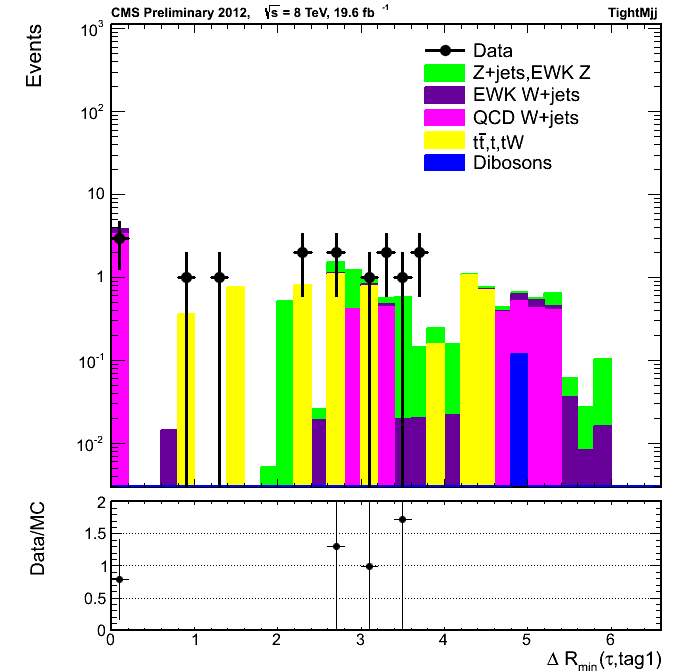 CMS Preliminary 2012, √s = 8 TeV, 19.6 fb⁻¹ TightMjj
Events
10³
10²
10
1
10⁻¹
10⁻²
Data
Z+jets,EWK Z
EWK W+jets
QCD W+jets
tt̄,t,tW
Dibosons
Data/MC
2
1.5
1
0.5
0
0 1 2 3 4 5 6
Δ R_min(τ,tag1)